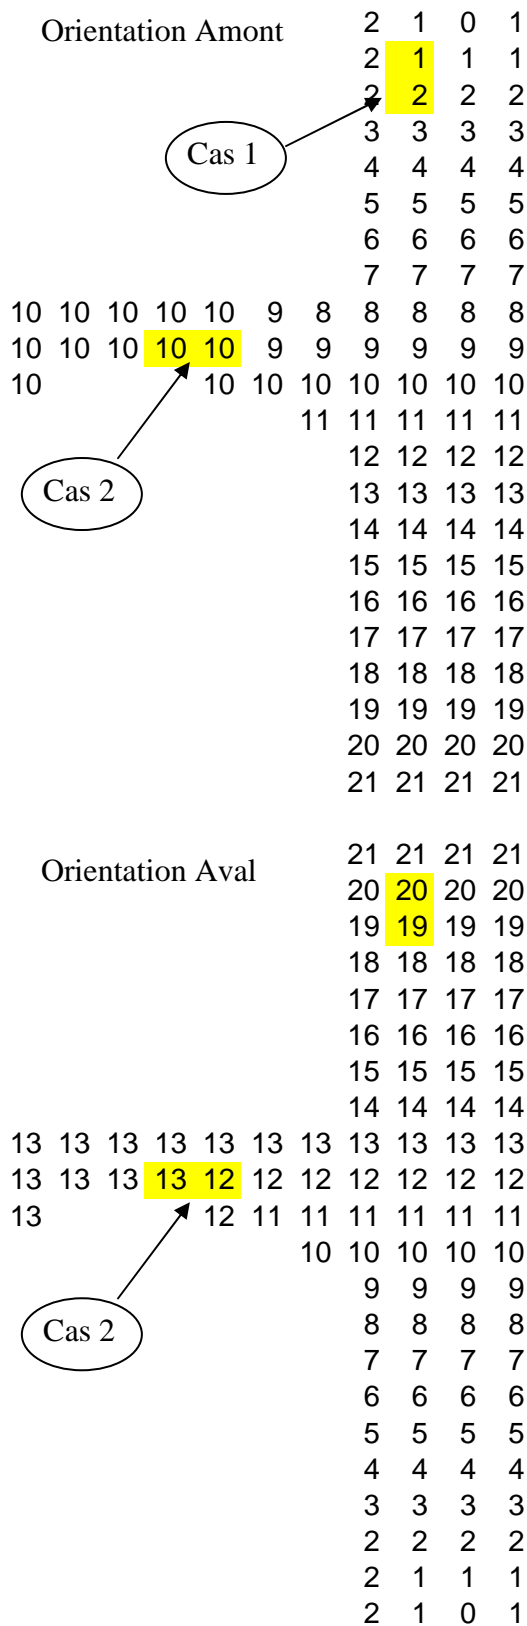 Orientation Amont 2 1 0 1
2 1 1 1
2 2 2 2
3 3 3 3
Cas 1
4 4 4 4
5 5 5 5
6 6 6 6
7 7 7 7
10 10 10 10 10 9 8 8 8 8 8
10 10 10 10 10 9 9 9 9 9 9
10 10 10 10 10 10 10 10
11 11 11 11 11
12 12 12 12
Cas 2 13 13 13 13
14 14 14 14
15 15 15 15
16 16 16 16
17 17 17 17
18 18 18 18
19 19 19 19
20 20 20 20
21 21 21 21
21 21 21 21
Orientation Aval
20 20 20 20
19 19 19 19
18 18 18 18
17 17 17 17
16 16 16 16
15 15 15 15
14 14 14 14
13 13 13 13 13 13 13 13 13 13 13
13 13 13 13 12 12 12 12 12 12 12
13 12 11 11 11 11 11 11
10 10 10 10 10
9 9 9 9
Cas 2 8 8 8 8
7 7 7 7
6 6 6 6
5 5 5 5
4 4 4 4
3 3 3 3
2 2 2 2
2 1 1 1
2 1 0 1